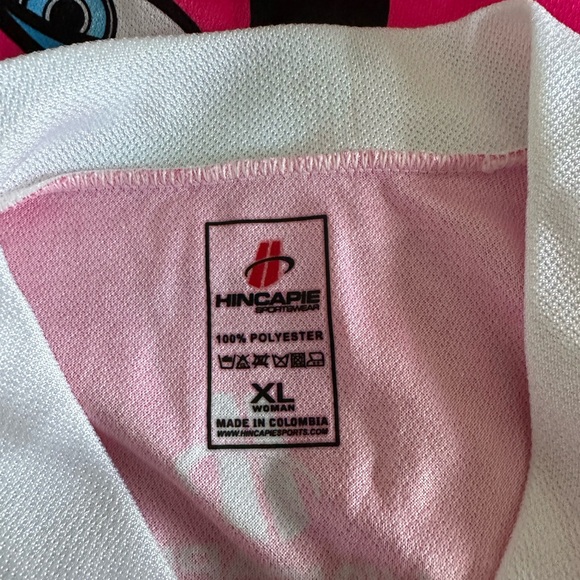 HINCAPIE
SPORTSWEAR
100% POLYESTER
XL
WOMAN
MADE IN COLOMBIA
WWW.HINCAPIESPORTS.COM